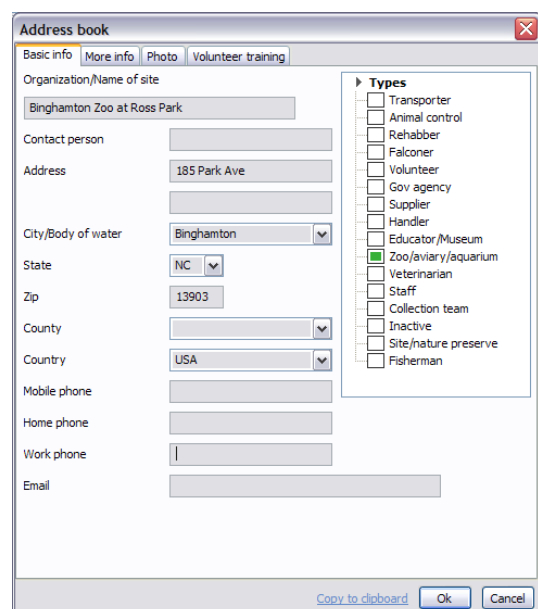 Address book
Basic info More info Photo Volunteer training
Organization/Name of site
Binghamton Zoo at Ross Park
Contact person
Address 185 Park Ave
City/Body of water Binghamton
State NC
Zip 13903
County
Country USA
Mobile phone
Home phone
Work phone
Email
Types
Transporter
Animal control
Rehabber
Falconer
Volunteer
Gov agency
Supplier
Handler
Educator/Museum
Zoo/aviary/aquarium
Veterinarian
Staff
Collection team
Inactive
Site/nature preserve
Fisherman
Copy to clipboard Ok Cancel